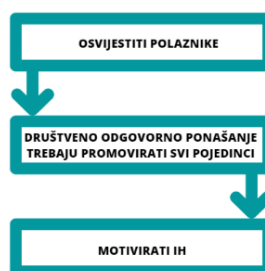 OSVIJESTITI POLAZNIKE
DRUŠTVENO ODGOVORNO PONAŠANJE
TREBAJU PROMOVIRATI SVI POJEDINCI
MOTIVIRATI IH